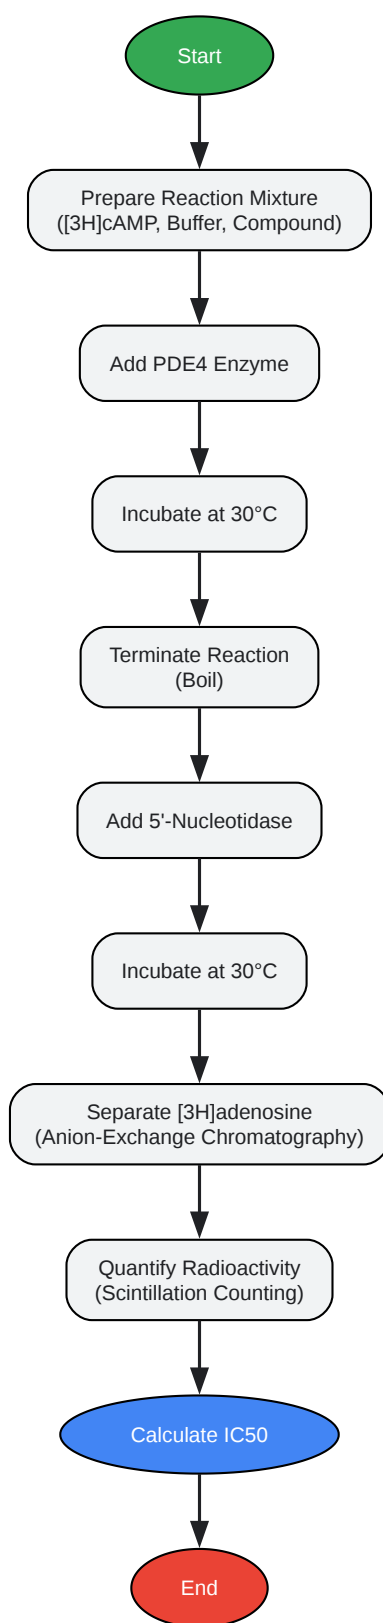 Start
Prepare Reaction Mixture
([3H]cAMP, Buffer, Compound)
Add PDE4 Enzyme
Incubate at 30°C
Terminate Reaction
(Boil)
Add 5'-Nucleotidase
Incubate at 30°C
Separate [3H]adenosine
(Anion-Exchange Chromatography)
Quantify Radioactivity
(Scintillation Counting)
Calculate IC50
End